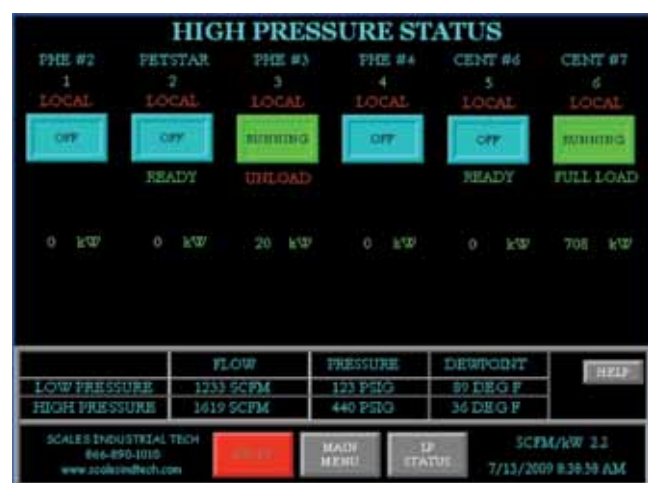 HIGH PRESSURE STATUS
PHE #2 PETSTAR PHE #3 PHE #4 CENT #6 CENT #7
1 2 3 4 5 6
LOCAL LOCAL LOCAL LOCAL LOCAL LOCAL
OFF OFF RUNNING OFF OFF RUNNING
READY UNLOAD READY FULL LOAD
0 kW 0 kW 20 kW 0 kW 0 kW 708 kW
FLOW PRESSURE DEWPOINT
HELP
LOW PRESSURE 1233 SCFM 123 PSIG 89 DEG F
HIGH PRESSURE 1619 SCFM 440 PSIG 36 DEG F
SCALES INDUSTRIAL TECH
866-890-1010
www.scalesindtech.com
MAIN MENU
LP STATUS
SCFM/kW 2.2
7/13/2009 8:38:58 AM